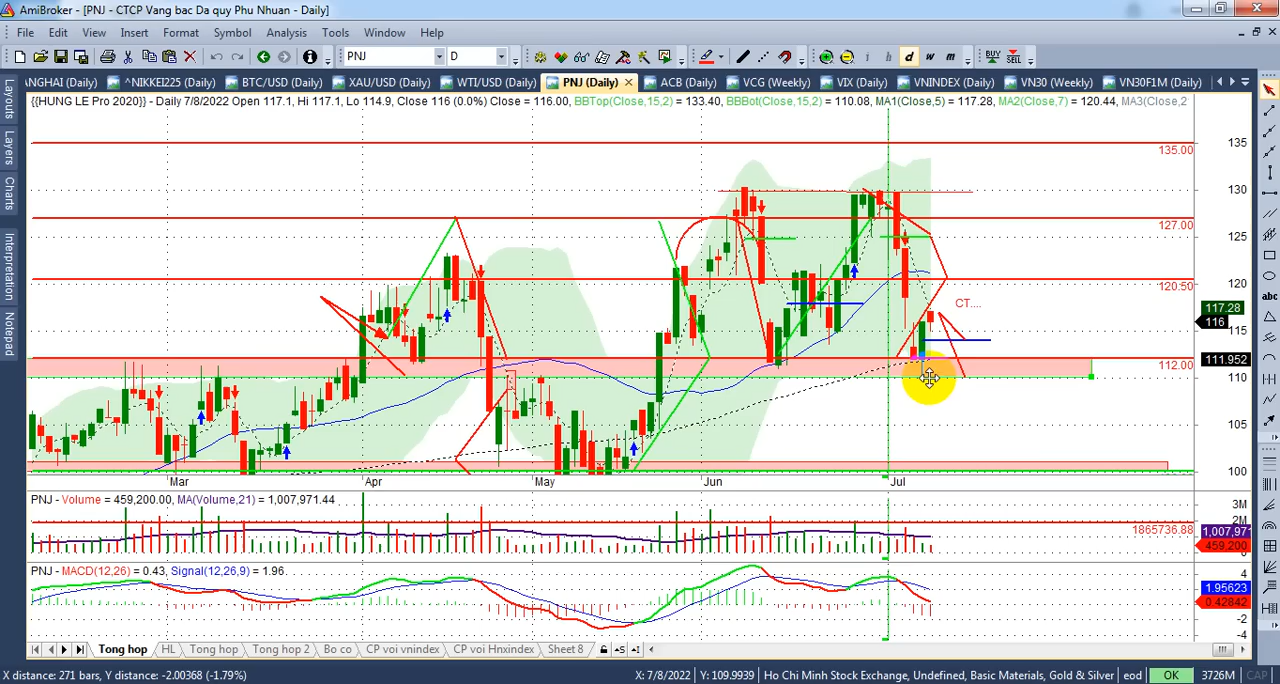 AmiBroker - [PNJ - CTCP Vang bac Da quy Phu Nhuan - Daily]
File Edit View Insert Format Symbol Analysis Tools Window Help
PNJ D d w m BUY SELL
NGHAI (Daily) ^NIKKEI225 (Daily) BTC/USD (Daily) XAU/USD (Daily) WTI/USD (Daily) PNJ (Daily) ACB (Daily) VCG (Weekly) VIX (Daily) VNINDEX (Daily) VN30 (Weekly) VN30F1M (Daily)
{{HUNG LE Pro 2020}} - Daily 7/8/2022 Open 117.1, Hi 117.1, Lo 114.9, Close 116 (0.0%) Close = 116.00, BBTop(Close,15,2) = 133.40, BBBot(Close,15,2) = 110.08, MA1(Close,5) = 117.28, MA2(Close,7) = 120.44, MA3(Close,2
Layouts
Layers
Charts
Interpretation
Notepad
abc
135
135.00
130
127.00
125
120
120.50
CT....
117.28
116
115
111.952
112.00
110
105
100
Mar Apr May Jun Jul
PNJ - Volume = 459,200.00, MA(Volume,21) = 1,007,971.44
3M
2M
1865736.88
1,007,97
459,200
PNJ - MACD(12,26) = 0.43, Signal(12,26,9) = 1.96
4
1.95623
0.42842
-2
-4
Tong hop HL Tong hop Tong hop 2 Bo co CP voi vnindex CP voi Hnxindex Sheet 8
X distance: 271 bars, Y distance: -2.00368 (-1.79%) X: 7/8/2022 Y: 109.9939 Ho Chi Minh Stock Exchange, Undefined, Basic Materials, Gold & Silver eod OK 3726M CAP